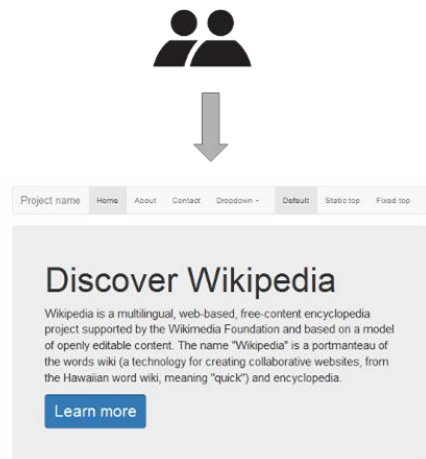 Project name Home About Contact Dropdown Default Static top Fixed top
Discover Wikipedia
Wikipedia is a multilingual, web-based, free-content encyclopedia
project supported by the Wikimedia Foundation and based on a model
of openly editable content. The name "Wikipedia" is a portmanteau of
the words wiki (a technology for creating collaborative websites, from
the Hawaiian word wiki, meaning "quick") and encyclopedia.
Learn more